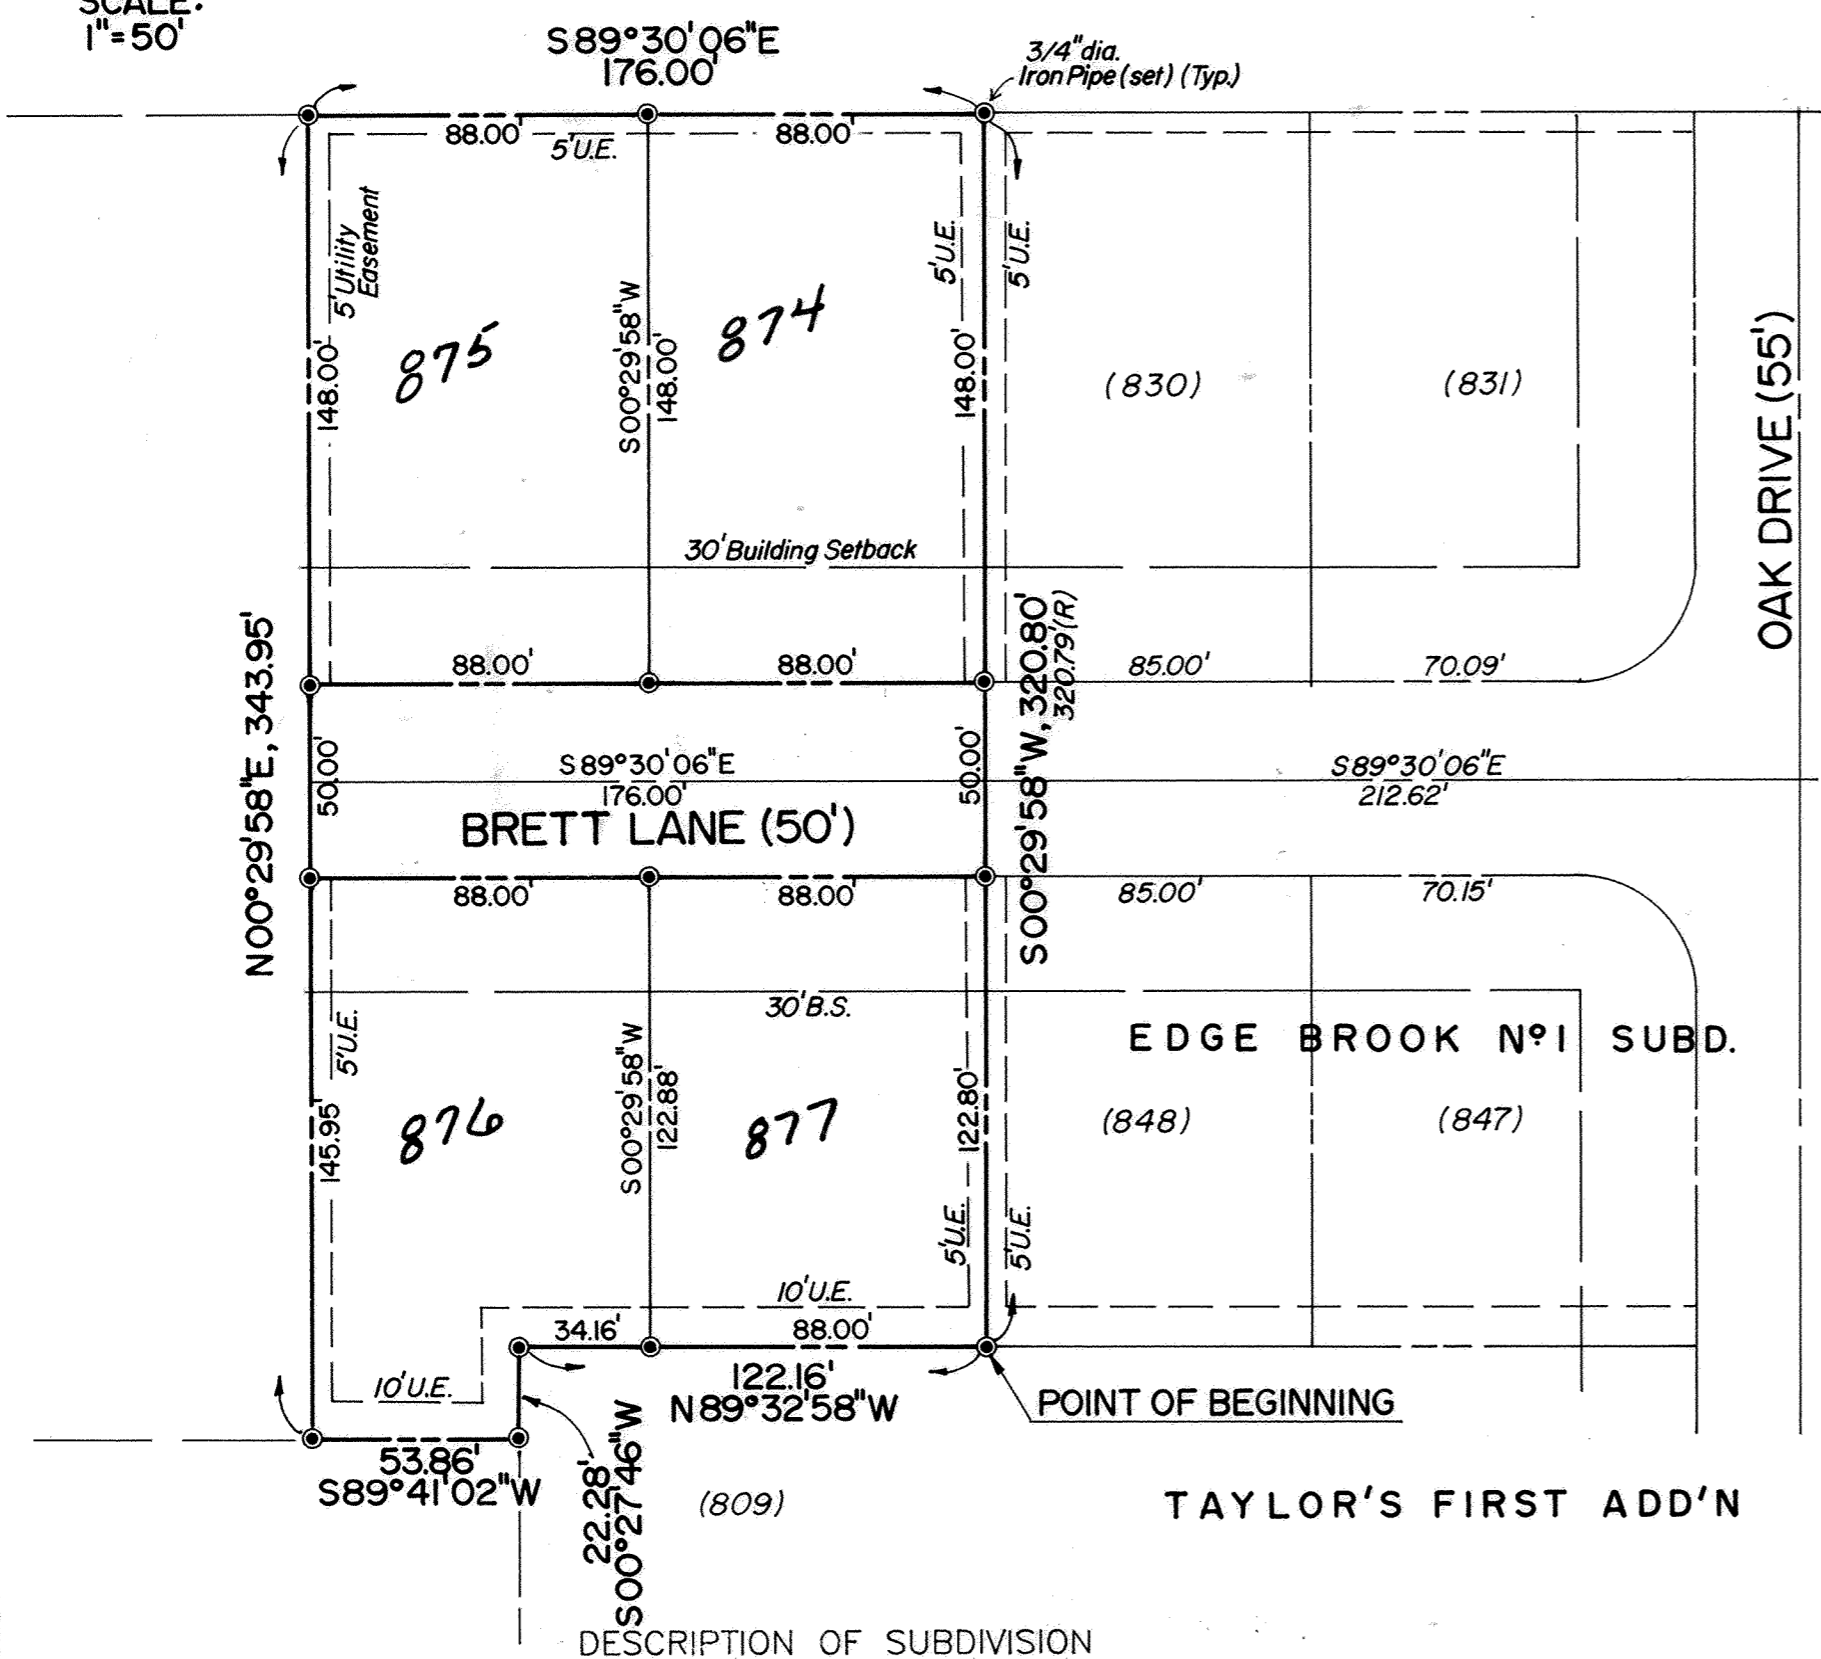 SCALE:
1"=50'
S89°30'06"E
176.00'
3/4"dia.
Iron Pipe (set) (Typ.)
88.00'
5'U.E.
88.00'
5'Utility
Easement
5'U.E.
5'U.E.
148.00'
875
S00°29'58"W
148.00'
874
148.00'
(830)
(831)
OAK DRIVE (55')
30'Building Setback
N00°29'58"E, 343.95'
88.00'
88.00'
S00°29'58"W, 320.80'
320.79'(R)
85.00'
70.09'
50.00'
S89°30'06"E
176.00'
50.00'
S89°30'06"E
212.62'
BRETT LANE (50')
88.00'
88.00'
85.00'
70.15'
30'B.S.
5'U.E.
EDGE BROOK Nº1 SUBD.
145.95'
876
S00°29'58"W
122.88'
877
122.80'
(848)
(847)
5'U.E.
5'U.E.
10'U.E.
34.16'
88.00'
122.16'
N89°32'58"W
10'U.E.
POINT OF BEGINNING
53.86'
S89°41'02"W
22.28'
S00°27'46"W
(809)
TAYLOR'S FIRST ADD'N
DESCRIPTION OF SUBDIVISION